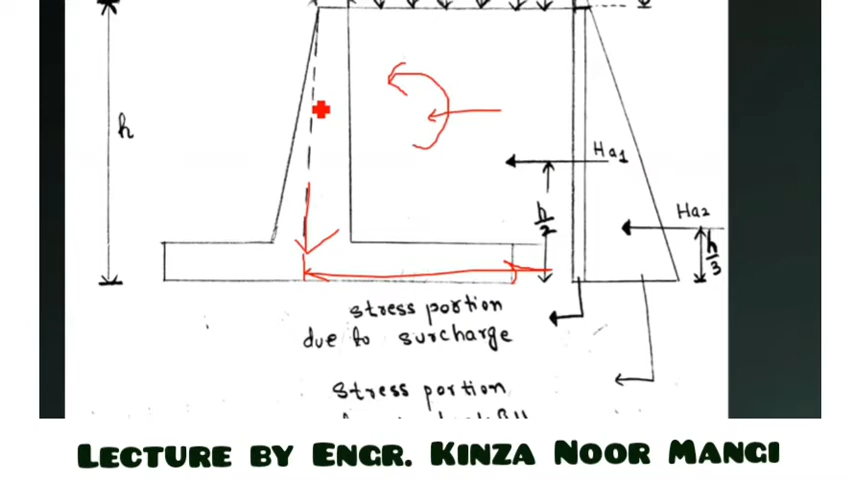 h
Ha1
h/2
Ha2
h/3
stress portion
due to surcharge
stress portion
LECTURE BY ENGR. KINZA NOOR MANGI